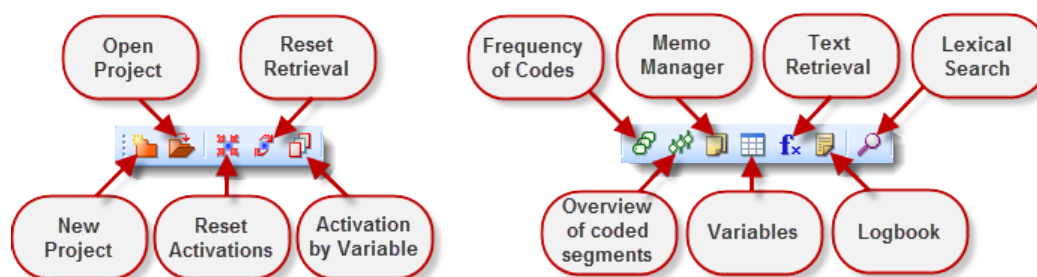 Open
Project
Reset
Retrieval
New
Project
Reset
Activations
Activation
by Variable
Frequency
of Codes
Memo
Manager
Text
Retrieval
Lexical
Search
fx
Overview
of coded
segments
Variables
Logbook